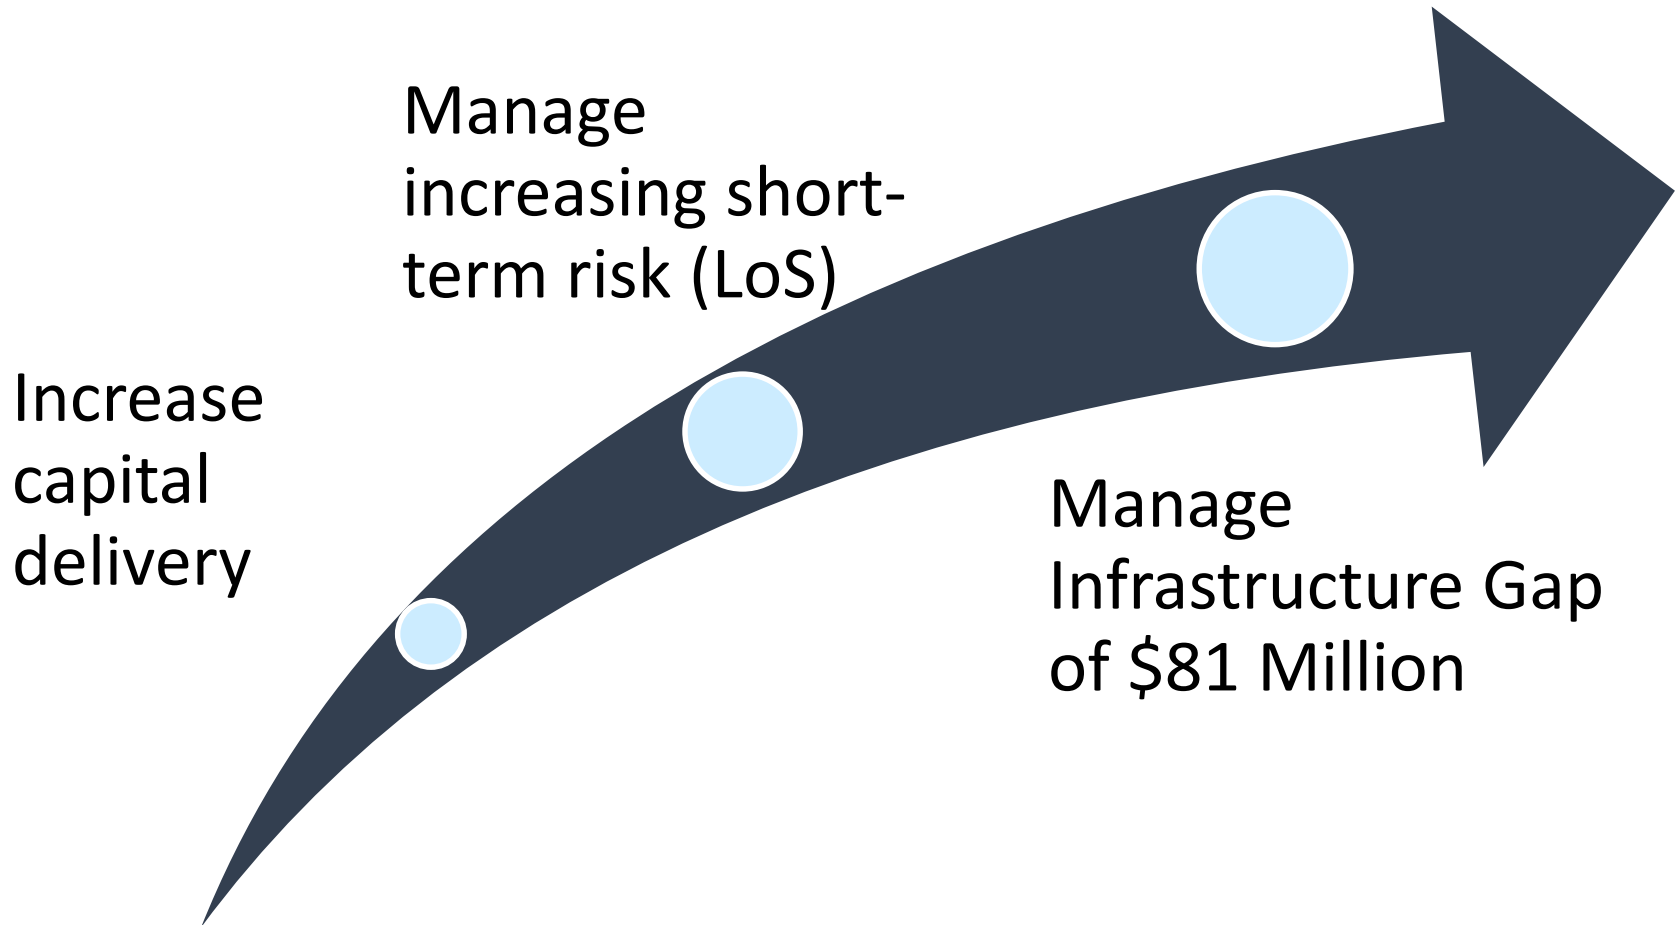 Increase
capital
delivery
Manage
increasing short-
term risk (LoS)
Manage
Infrastructure Gap
of $81 Million